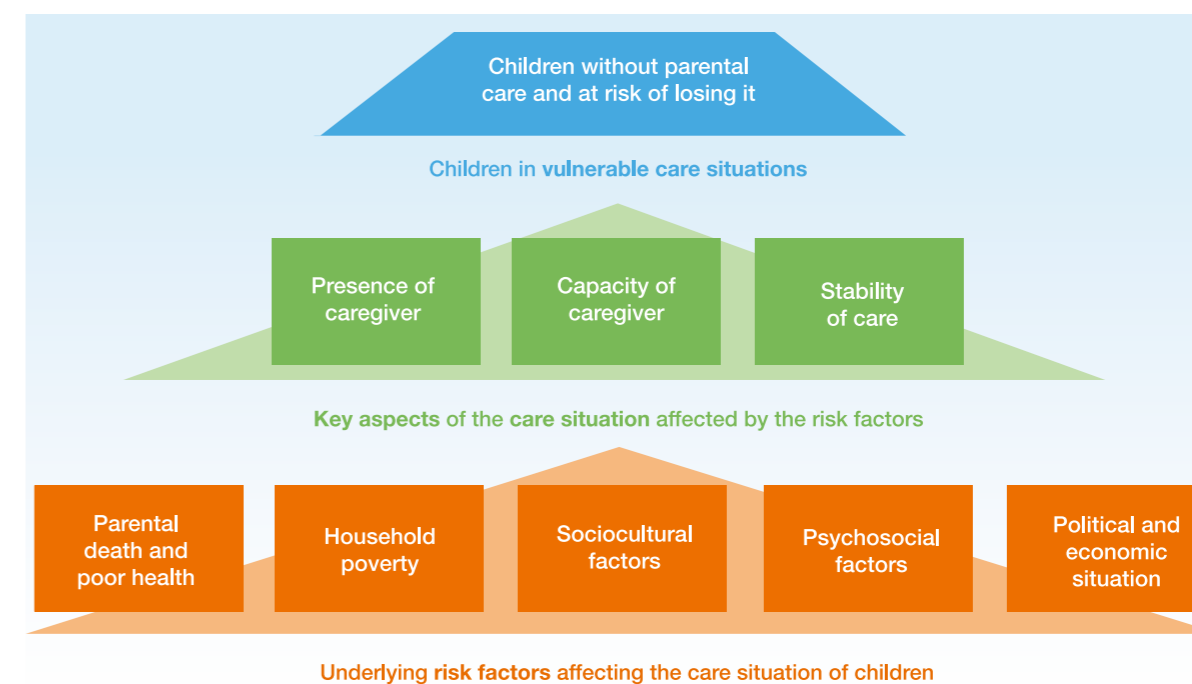 Children without parental
care and at risk of losing it
Children in vulnerable care situations
Presence of
caregiver
Capacity of
caregiver
Stability
of care
Key aspects of the care situation affected by the risk factors
Parental
death and
poor health
Household
poverty
Sociocultural
factors
Psychosocial
factors
Political and
economic
situation
Underlying risk factors affecting the care situation of children